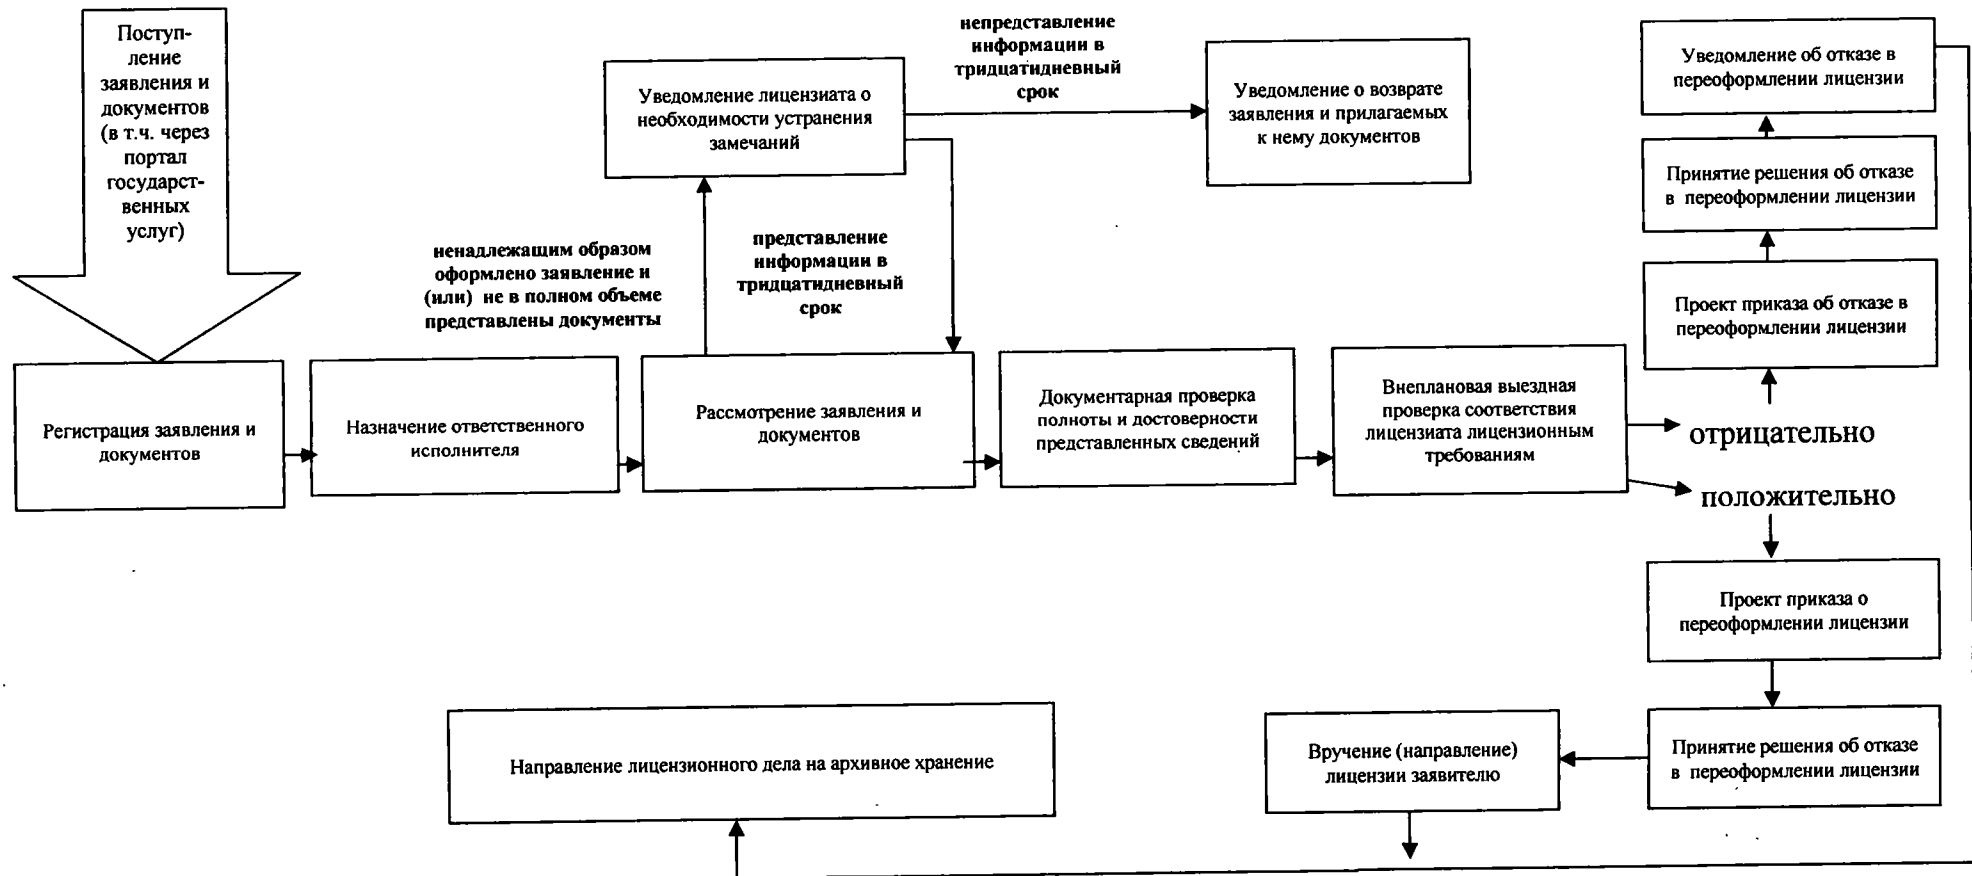 Поступ-
ление
заявления и
документов
(в т.ч. через
портал
государст-
венных
услуг)
Регистрация заявления и
документов
Назначение ответственного
исполнителя
Рассмотрение заявления и
документов
ненадлежащим образом
оформлено заявление и
(или) не в полном объеме
представлены документы
Уведомление лицензиата о
необходимости устранения
замечаний
представление
информации в
тридцатидневный
срок
непредставление
информации в
тридцатидневный
срок
Уведомление о возврате
заявления и прилагаемых
к нему документов
Документарная проверка
полноты и достоверности
представленных сведений
Внеплановая выездная
проверка соответствия
лицензиата лицензионным
требованиям
отрицательно
Проект приказа об отказе в
переоформлении лицензии
Принятие решения об отказе
в переоформлении лицензии
Уведомление об отказе в
переоформлении лицензии
положительно
Проект приказа о
переоформлении лицензии
Принятие решения об отказе
в переоформлении лицензии
Вручение (направление)
лицензии заявителю
Направление лицензионного дела на архивное хранение